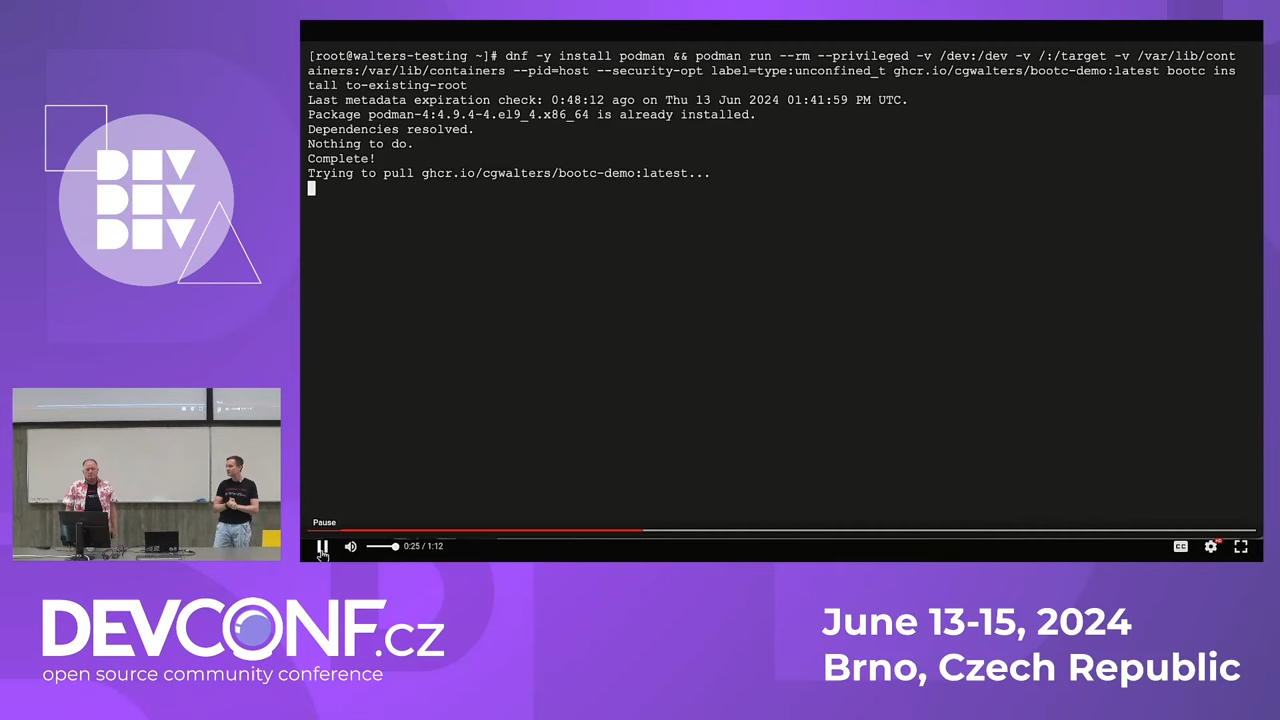 [root@walters-testing ~]# dnf -y install podman && podman run --rm --privileged -v /dev:/dev -v /:/target -v /var/lib/cont
ainers:/var/lib/containers --pid=host --security-opt label=type:unconfined_t ghcr.io/cgwalters/bootc-demo:latest bootc ins
tall to-existing-root
Last metadata expiration check: 0:48:12 ago on Thu 13 Jun 2024 01:41:59 PM UTC.
Package podman-4:4.9.4-4.el9_4.x86_64 is already installed.
Dependencies resolved.
Nothing to do.
Complete!
Trying to pull ghcr.io/cgwalters/bootc-demo:latest...
DEV
DEV
DEV
Pause
0:25 / 1:12
CC
DEVCONF.cz
open source community conference
June 13-15, 2024
Brno, Czech Republic